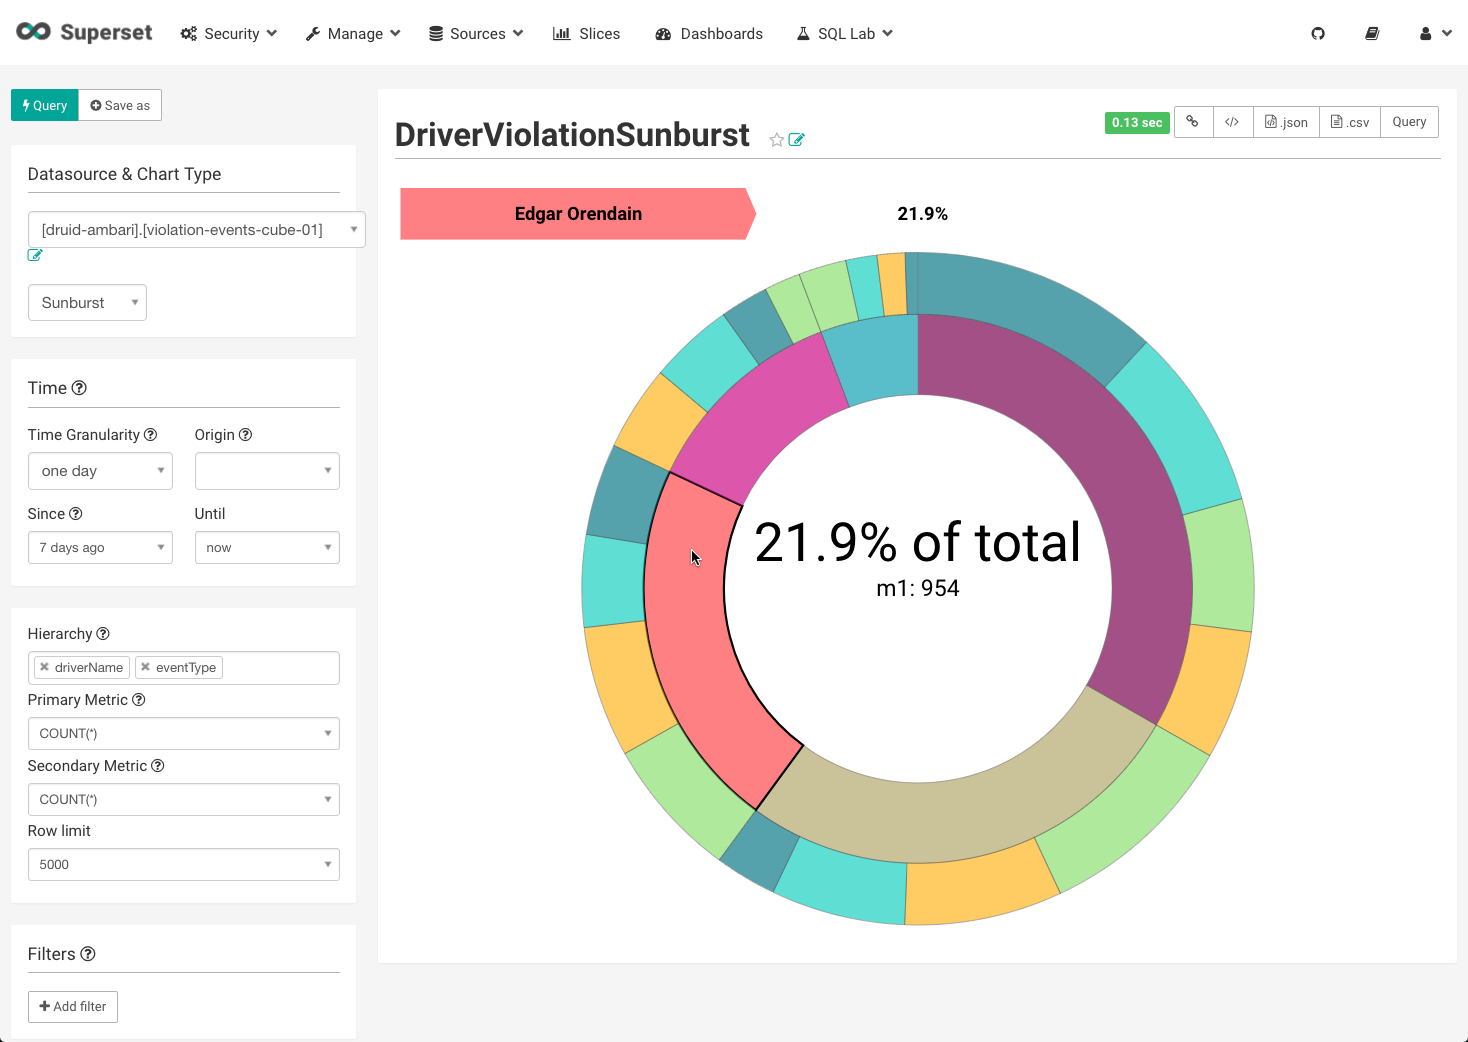 Superset Security Manage Sources Slices Dashboards SQL Lab
Query Save as
Datasource & Chart Type
[druid-ambari].[violation-events-cube-01]
Sunburst
Time
Time Granularity Origin
one day
Since Until
7 days ago now
Hierarchy
driverName eventType
Primary Metric
COUNT(*)
Secondary Metric
COUNT(*)
Row limit
5000
Filters
Add filter
DriverViolationSunburst
0.13 sec .json .csv Query
Edgar Orendain 21.9%
21.9% of total
m1: 954